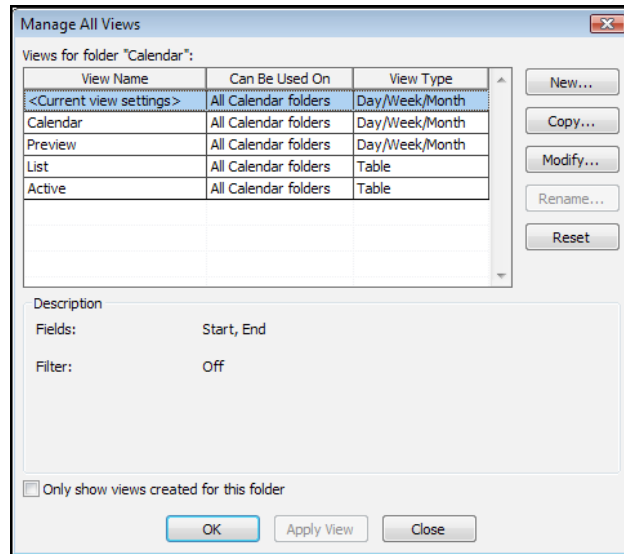 Manage All Views
Views for folder "Calendar":
View Name Can Be Used On View Type
<Current view settings> All Calendar folders Day/Week/Month
Calendar All Calendar folders Day/Week/Month
Preview All Calendar folders Day/Week/Month
List All Calendar folders Table
Active All Calendar folders Table
New...
Copy...
Modify...
Rename...
Reset
Description
Fields: Start, End
Filter: Off
Only show views created for this folder
OK Apply View Close